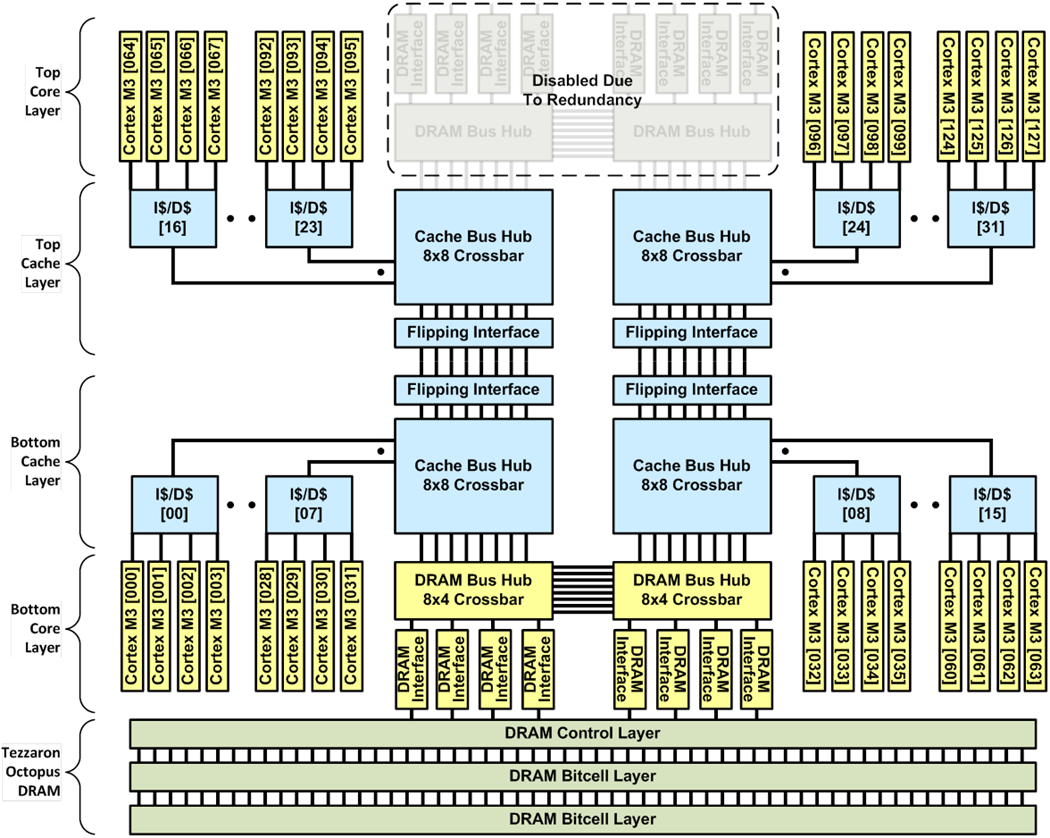 Top
Core
Layer
Cortex M3 [064]
Cortex M3 [065]
Cortex M3 [066]
Cortex M3 [067]
Cortex M3 [092]
Cortex M3 [093]
Cortex M3 [094]
Cortex M3 [095]
DRAM
Interface
DRAM
Interface
DRAM
Interface
DRAM
Interface
DRAM
Interface
DRAM
Interface
DRAM
Interface
DRAM
Interface
Disabled Due
To Redundancy
DRAM Bus Hub
DRAM Bus Hub
Cortex M3 [096]
Cortex M3 [097]
Cortex M3 [098]
Cortex M3 [099]
Cortex M3 [124]
Cortex M3 [125]
Cortex M3 [126]
Cortex M3 [127]
Top
Cache
Layer
I$/D$
[16]
I$/D$
[23]
Cache Bus Hub
8x8 Crossbar
Cache Bus Hub
8x8 Crossbar
I$/D$
[24]
I$/D$
[31]
Flipping Interface
Flipping Interface
Bottom
Cache
Layer
Flipping Interface
Flipping Interface
I$/D$
[00]
I$/D$
[07]
Cache Bus Hub
8x8 Crossbar
Cache Bus Hub
8x8 Crossbar
I$/D$
[08]
I$/D$
[15]
Bottom
Core
Layer
Cortex M3 [000]
Cortex M3 [001]
Cortex M3 [002]
Cortex M3 [003]
Cortex M3 [028]
Cortex M3 [029]
Cortex M3 [030]
Cortex M3 [031]
DRAM Bus Hub
8x4 Crossbar
DRAM Bus Hub
8x4 Crossbar
DRAM
Interface
DRAM
Interface
DRAM
Interface
DRAM
Interface
DRAM
Interface
DRAM
Interface
DRAM
Interface
DRAM
Interface
Cortex M3 [032]
Cortex M3 [033]
Cortex M3 [034]
Cortex M3 [035]
Cortex M3 [060]
Cortex M3 [061]
Cortex M3 [062]
Cortex M3 [063]
Tezzaron
Octopus
DRAM
DRAM Control Layer
DRAM Bitcell Layer
DRAM Bitcell Layer